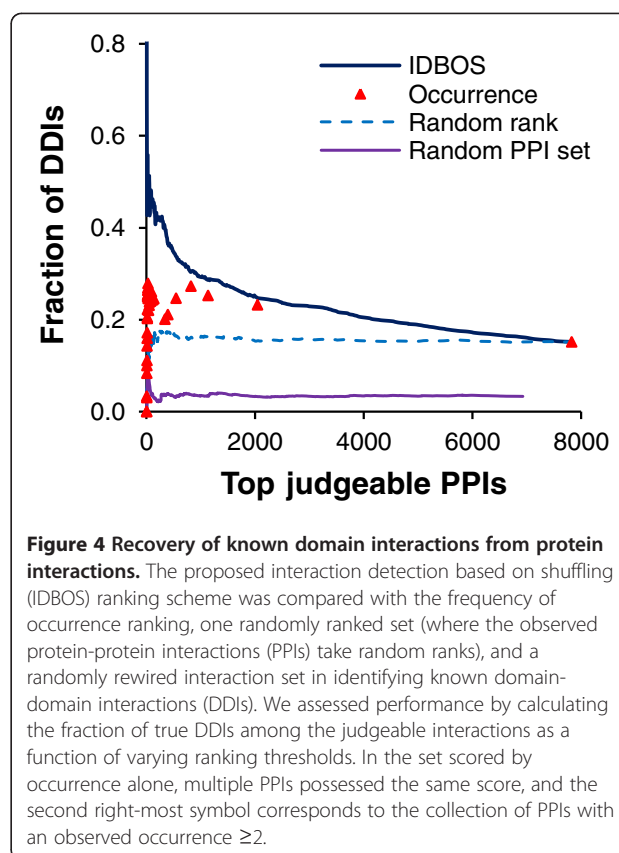 0.8
0.6
0.4
0.2
0.0
Fraction of DDIs
IDBOS
Occurrence
Random rank
Random PPI set
0 2000 4000 6000 8000
Top judgeable PPIs
Figure 4 Recovery of known domain interactions from protein
interactions. The proposed interaction detection based on shuffling
(IDBOS) ranking scheme was compared with the frequency of
occurrence ranking, one randomly ranked set (where the observed
protein-protein interactions (PPIs) take random ranks), and a
randomly rewired interaction set in identifying known domain-
domain interactions (DDIs). We assessed performance by calculating
the fraction of true DDIs among the judgeable interactions as a
function of varying ranking thresholds. In the set scored by
occurrence alone, multiple PPIs possessed the same score, and the
second right-most symbol corresponds to the collection of PPIs with
an observed occurrence ≥2.